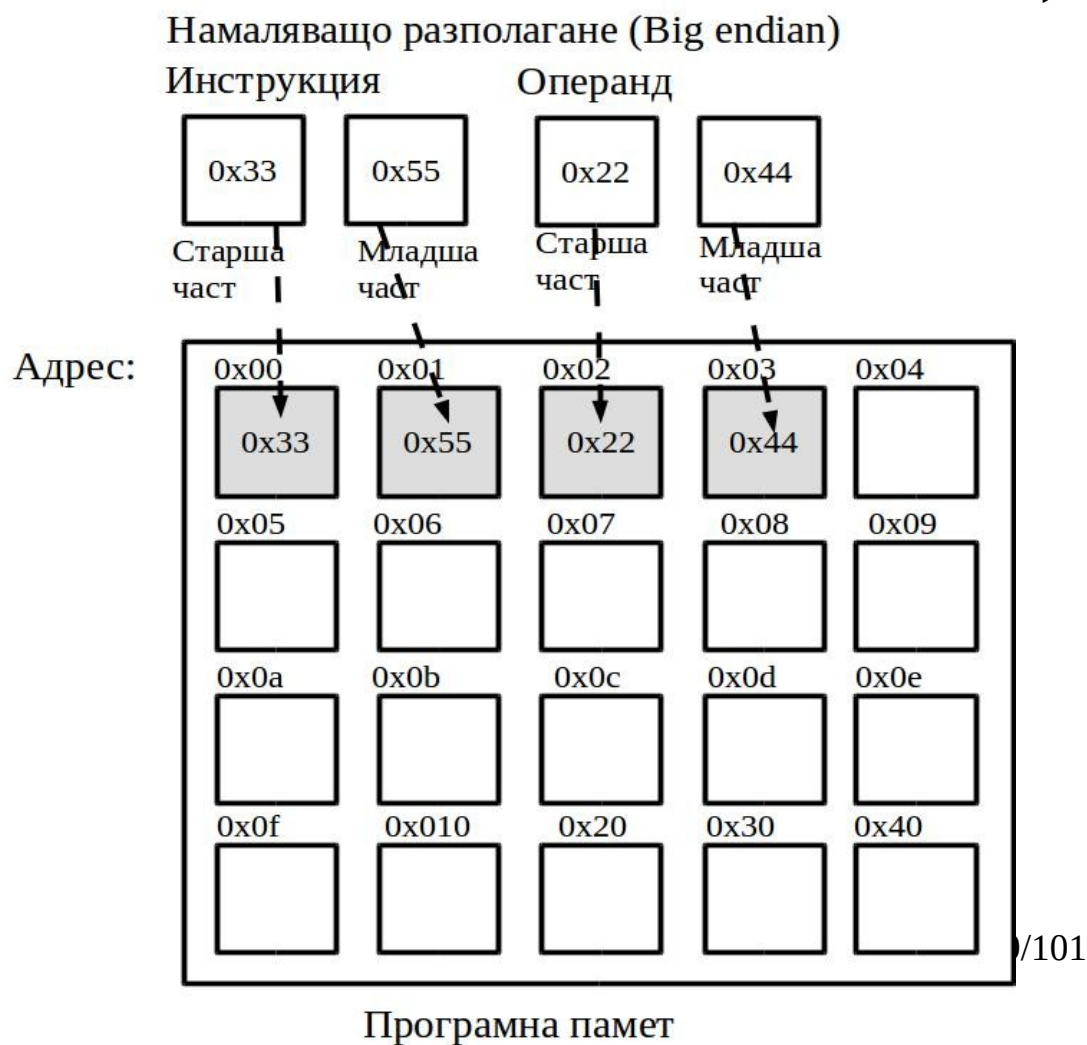 Намаляващо разполагане (Big endian)
Инструкция Операнд
0x33 0x55 0x22 0x44
Старша част Младша част Старша част Младша част
Адрес:
0x00 0x01 0x02 0x03 0x04
0x33 0x55 0x22 0x44
0x05 0x06 0x07 0x08 0x09
0x0a 0x0b 0x0c 0x0d 0x0e
0x0f 0x010 0x20 0x30 0x40
/101
Програмна памет